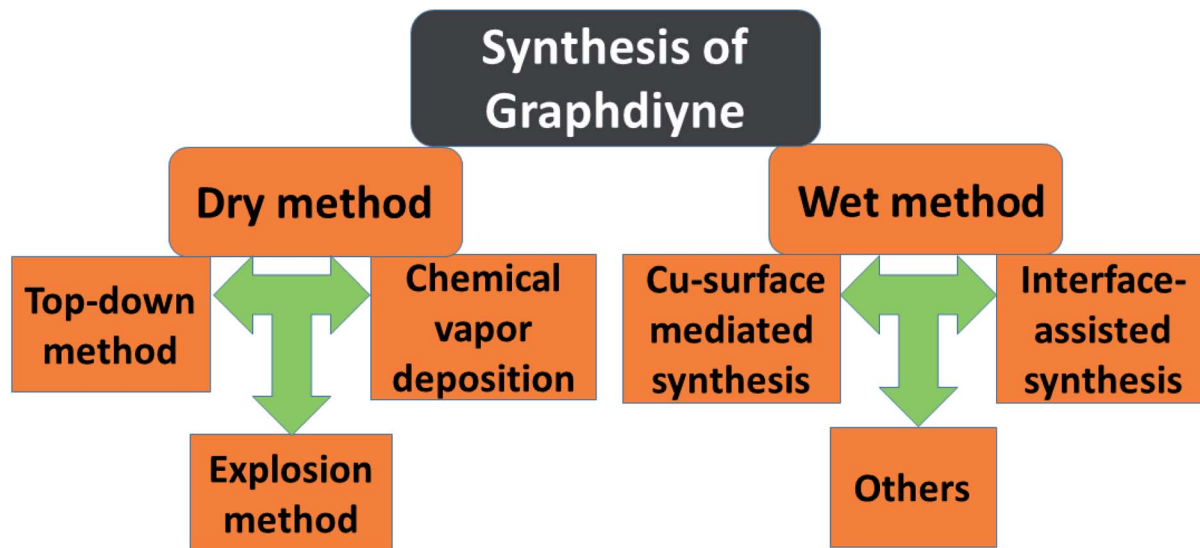 Synthesis of
Graphdiyne
Dry method
Wet method
Top-down
method
Chemical
vapor
deposition
Cu-surface
mediated
synthesis
Interface-
assisted
synthesis
Explosion
method
Others